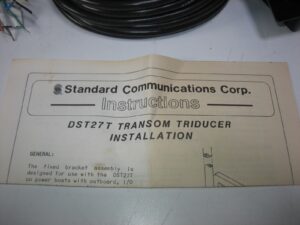 Standard Communications Corp.
Instructions
DST27T TRANSOM TRIDUCER
INSTALLATION
GENERAL:
The fixed bracket assembly is
designed for use with the DST27T
on power boats with outboard, I/O